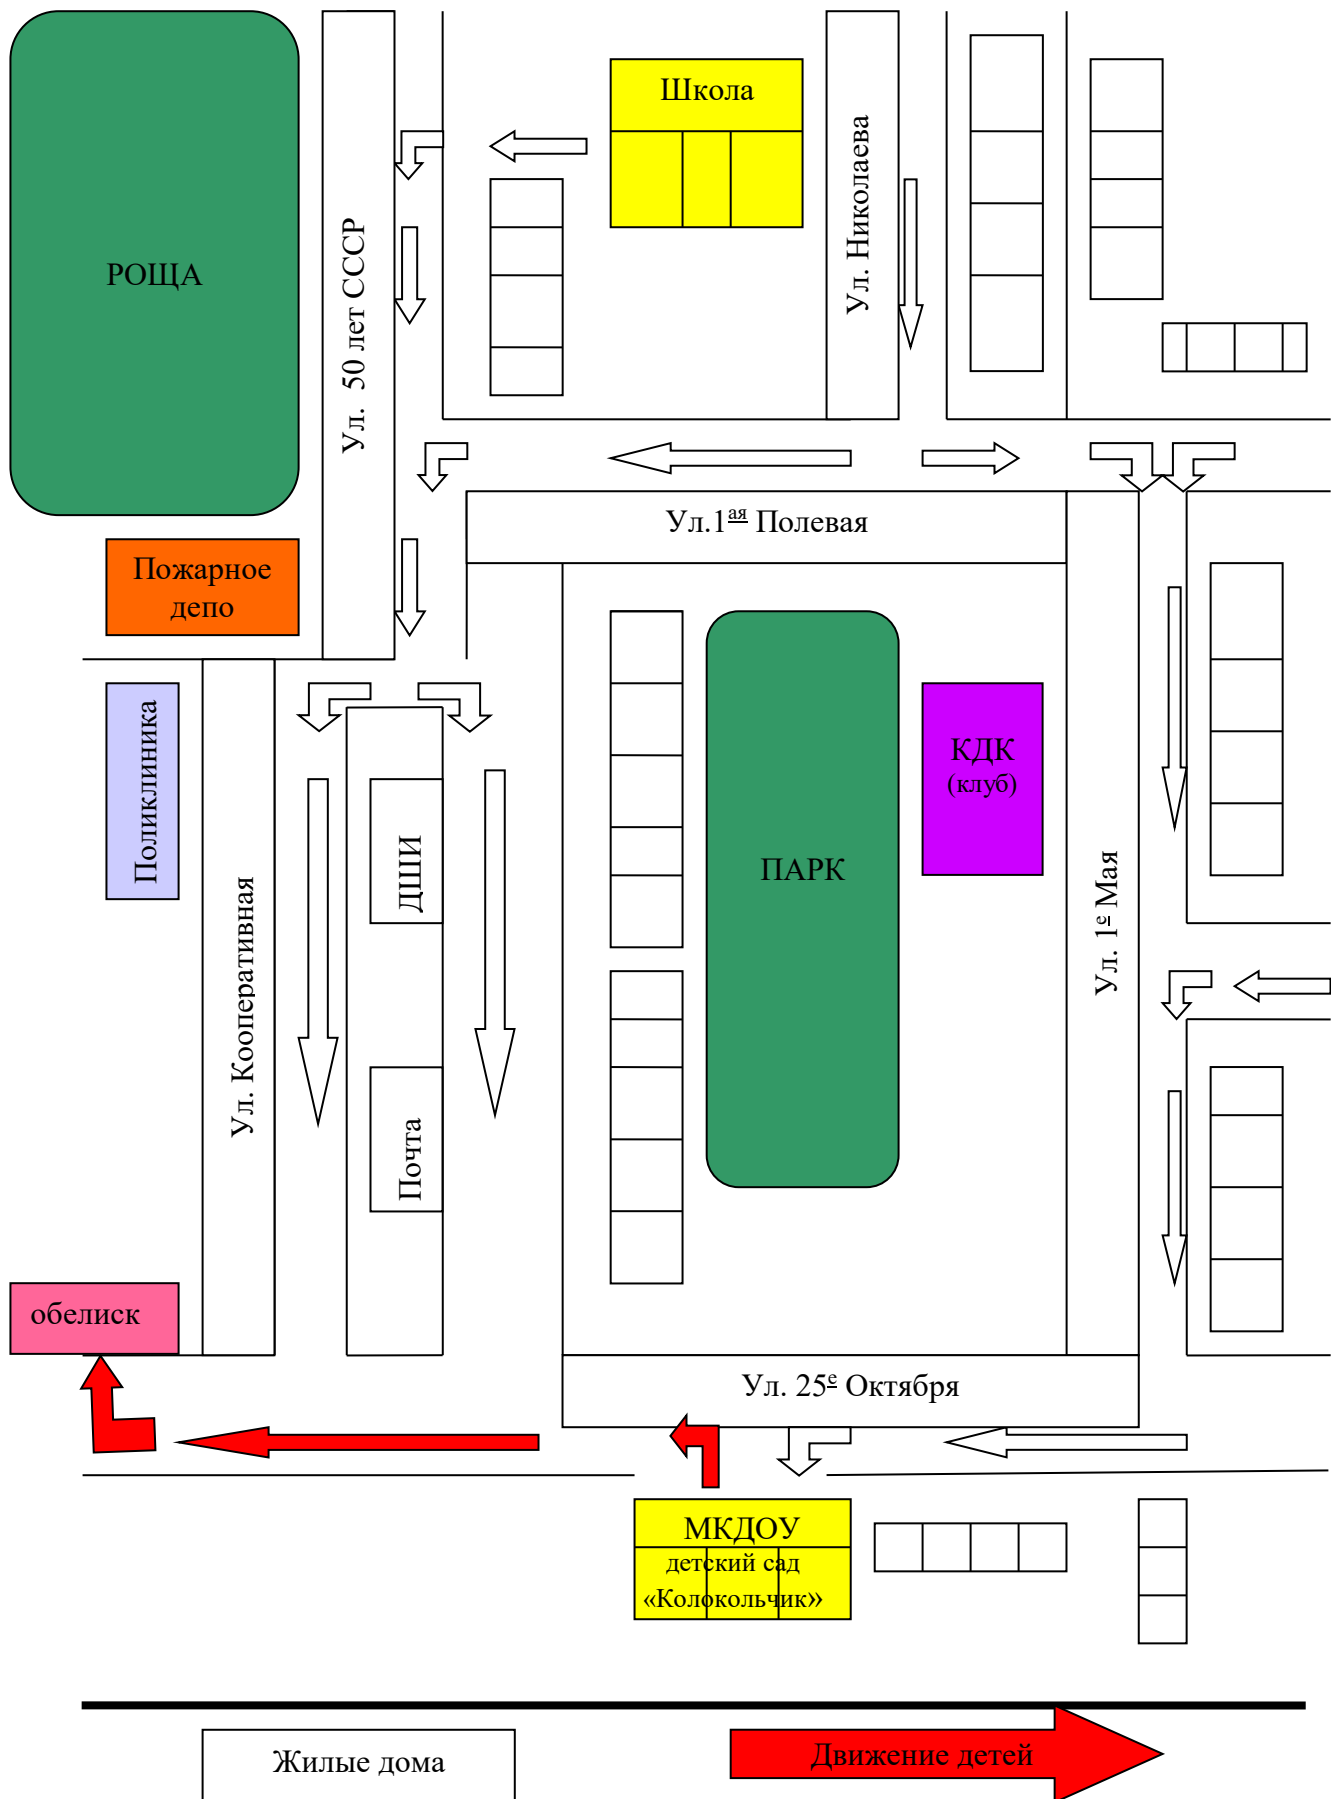 Школа
РОЩА
Ул. 50 лет СССР
Ул. Николаева
Ул.1ая Полевая
Пожарное
депо
Поликлиника
КДК
(клуб)
ДШИ
ПАРК
Ул. 1е Мая
Ул. Кооперативная
Почта
обелиск
Ул. 25е Октября
МКДОУ
детский сад
«Колокольчик»
Жилые дома
Движение детей